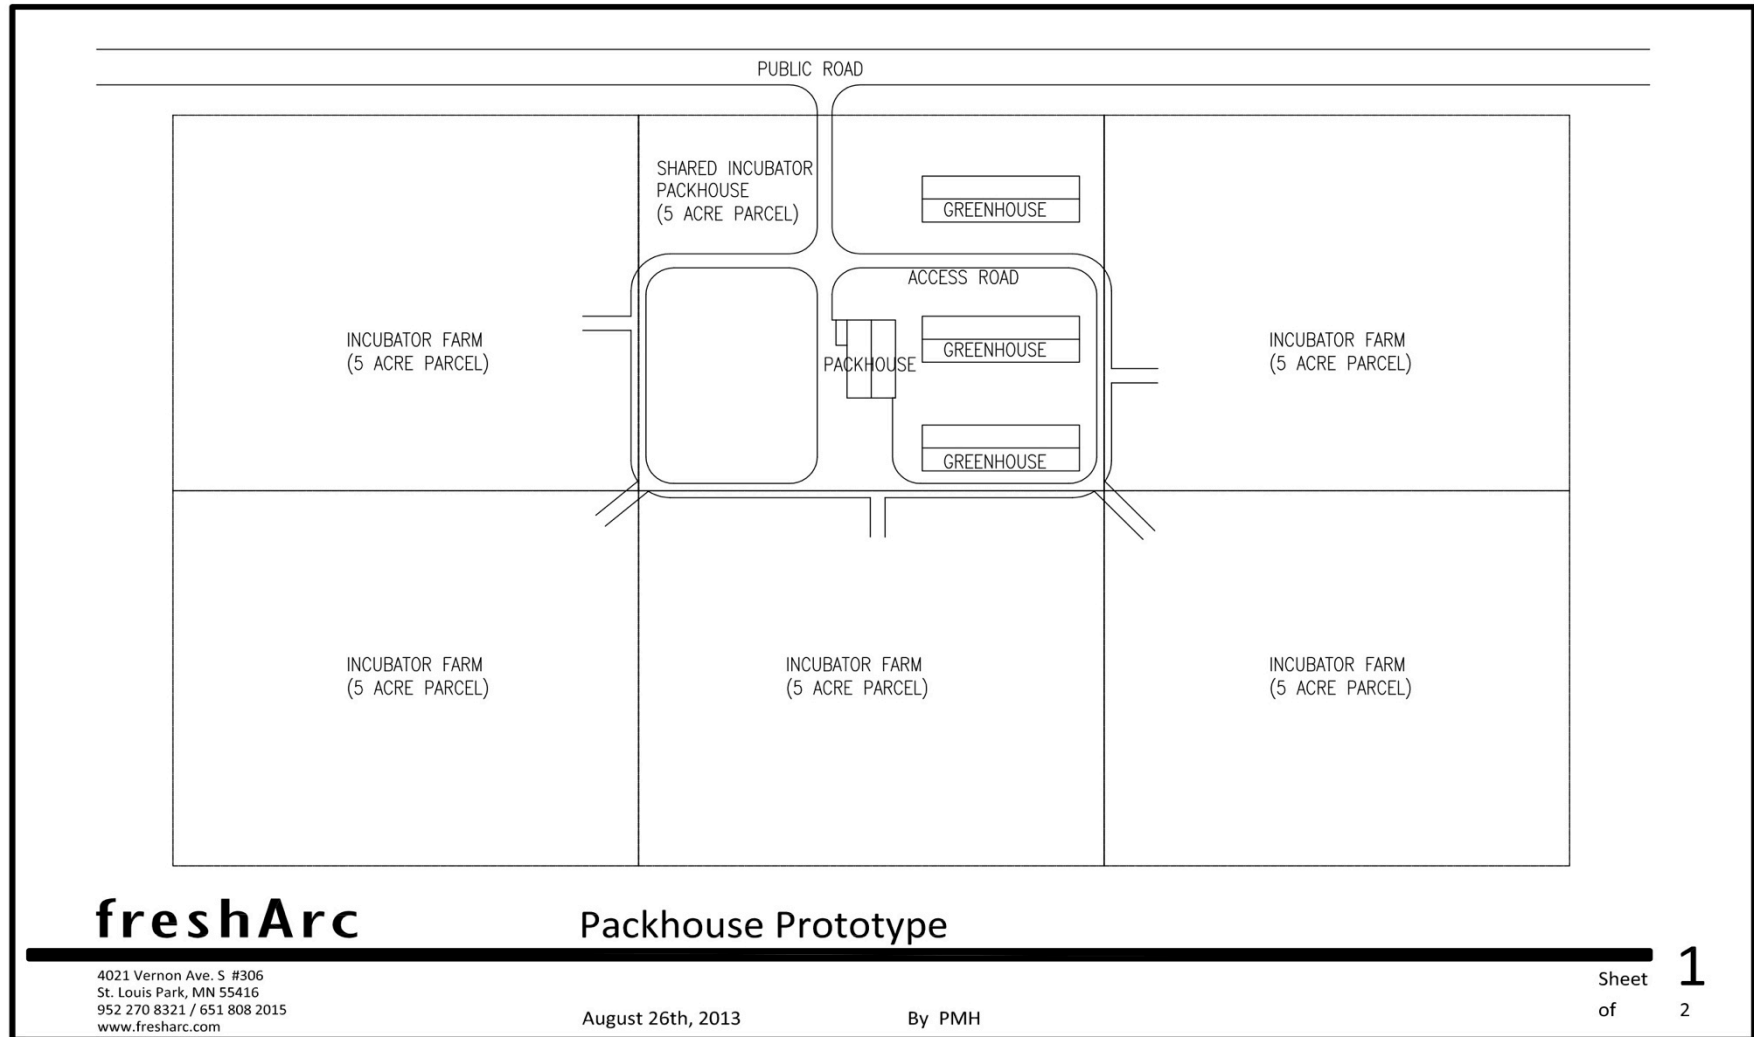 PUBLIC ROAD
SHARED INCUBATOR
PACKHOUSE
(5 ACRE PARCEL)
GREENHOUSE
ACCESS ROAD
INCUBATOR FARM
(5 ACRE PARCEL)
PACKHOUSE
GREENHOUSE
INCUBATOR FARM
(5 ACRE PARCEL)
GREENHOUSE
INCUBATOR FARM
(5 ACRE PARCEL)
INCUBATOR FARM
(5 ACRE PARCEL)
INCUBATOR FARM
(5 ACRE PARCEL)
freshArc
Packhouse Prototype
4021 Vernon Ave. S #306
St. Louis Park, MN 55416
952 270 8321 / 651 808 2015
www.fresharc.com
August 26th, 2013
By PMH
Sheet 1
of 2